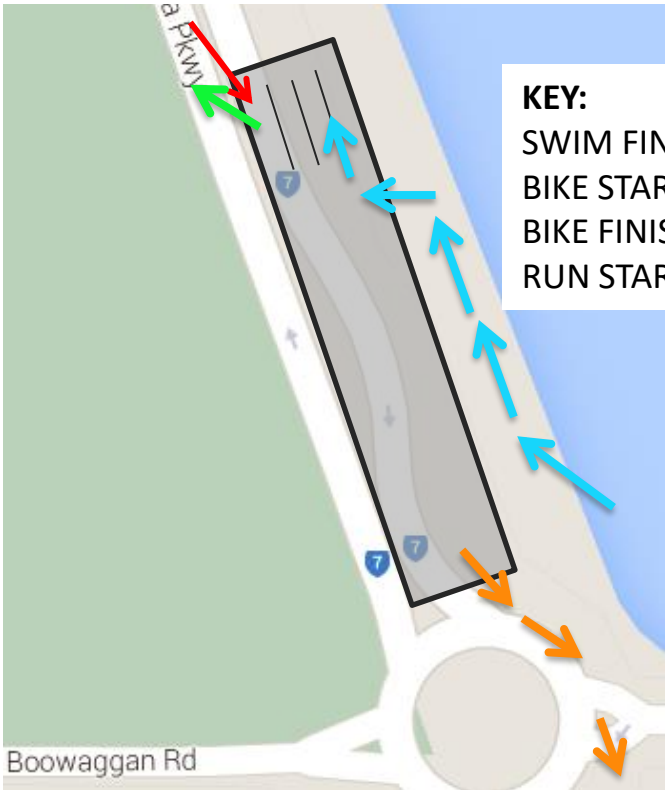 a Pkwy
KEY:
SWIM FIN
BIKE STAR
BIKE FINIS
RUN STAR
7
7
7
Boowaggan Rd